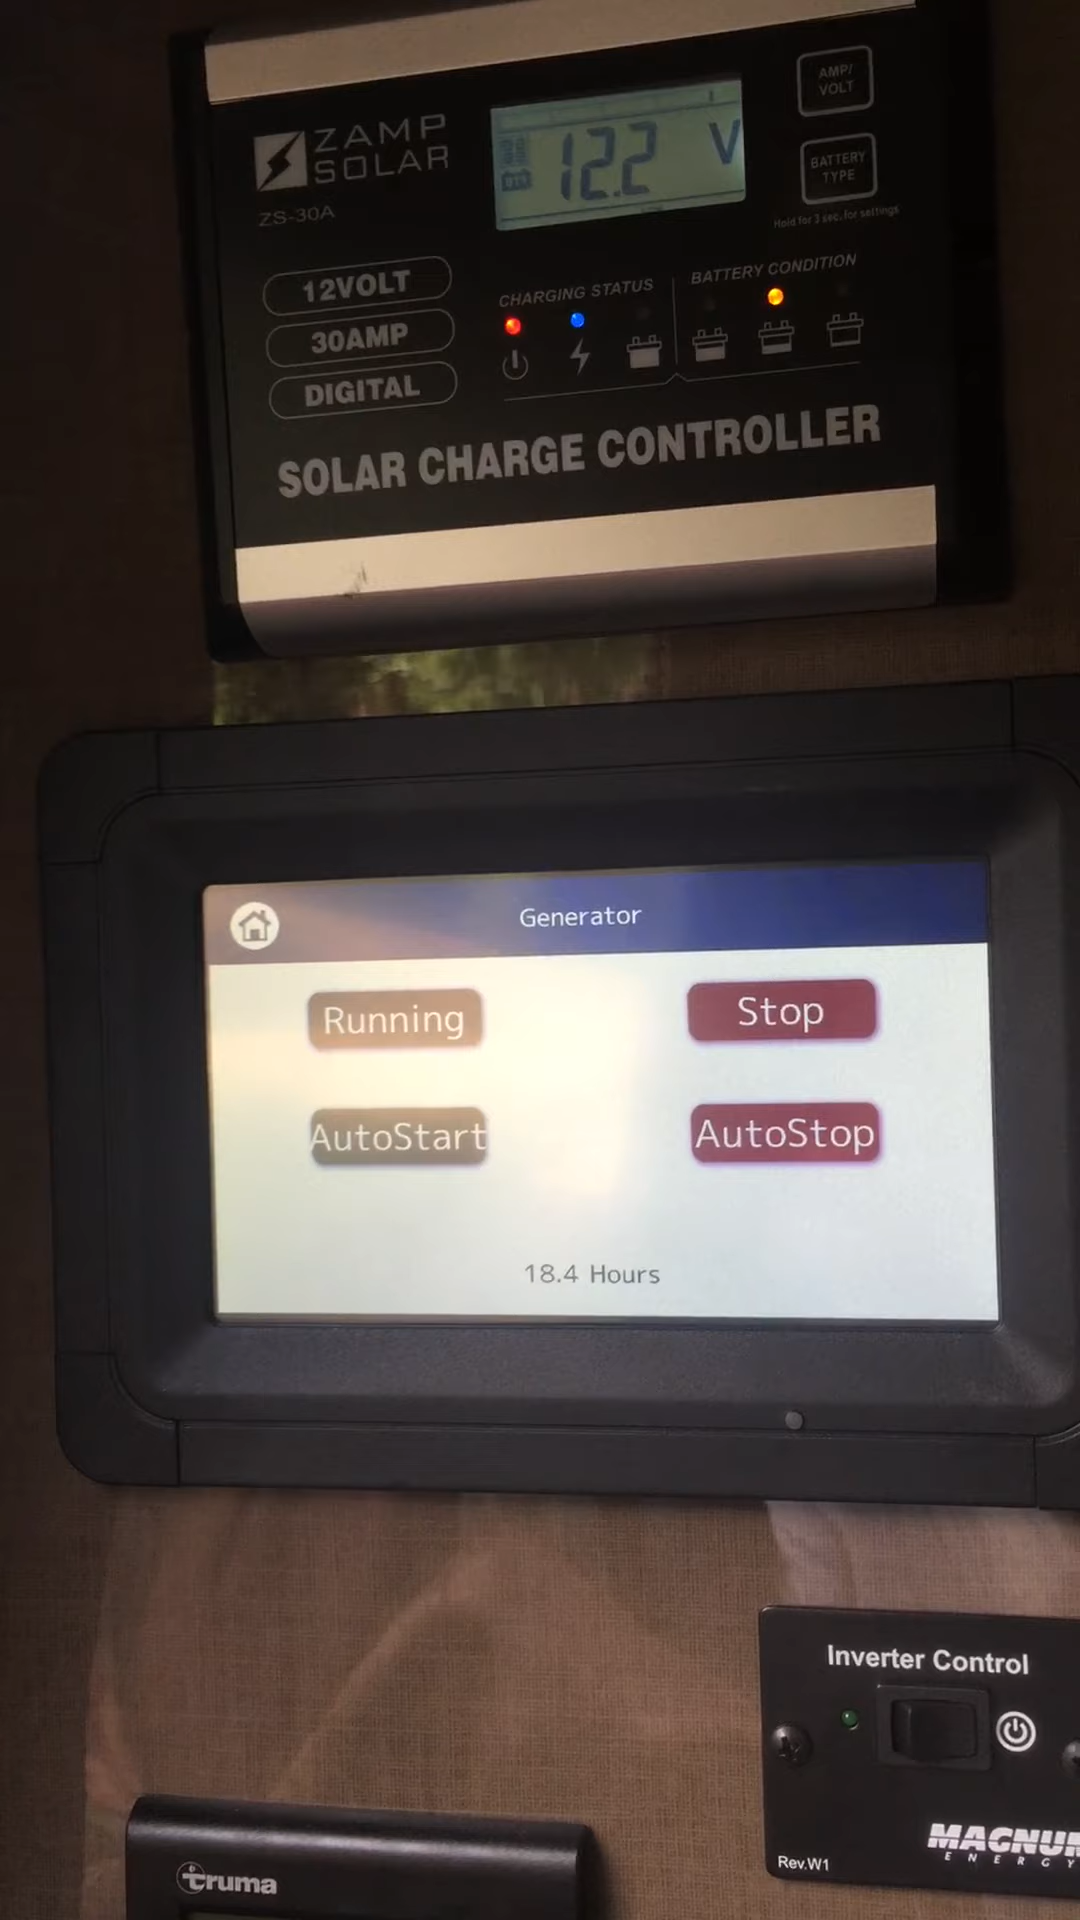 ZAMP
SOLAR
ZS-30A
12.2 V
BTY
AMP/
VOLT
BATTERY
TYPE
Hold for 3 sec. for settings
12VOLT
30AMP
DIGITAL
CHARGING STATUS
BATTERY CONDITION
SOLAR CHARGE CONTROLLER
Generator
Running
Stop
AutoStart
AutoStop
18.4 Hours
Inverter Control
MAGNUM
ENERGY
Rev.W1
truma